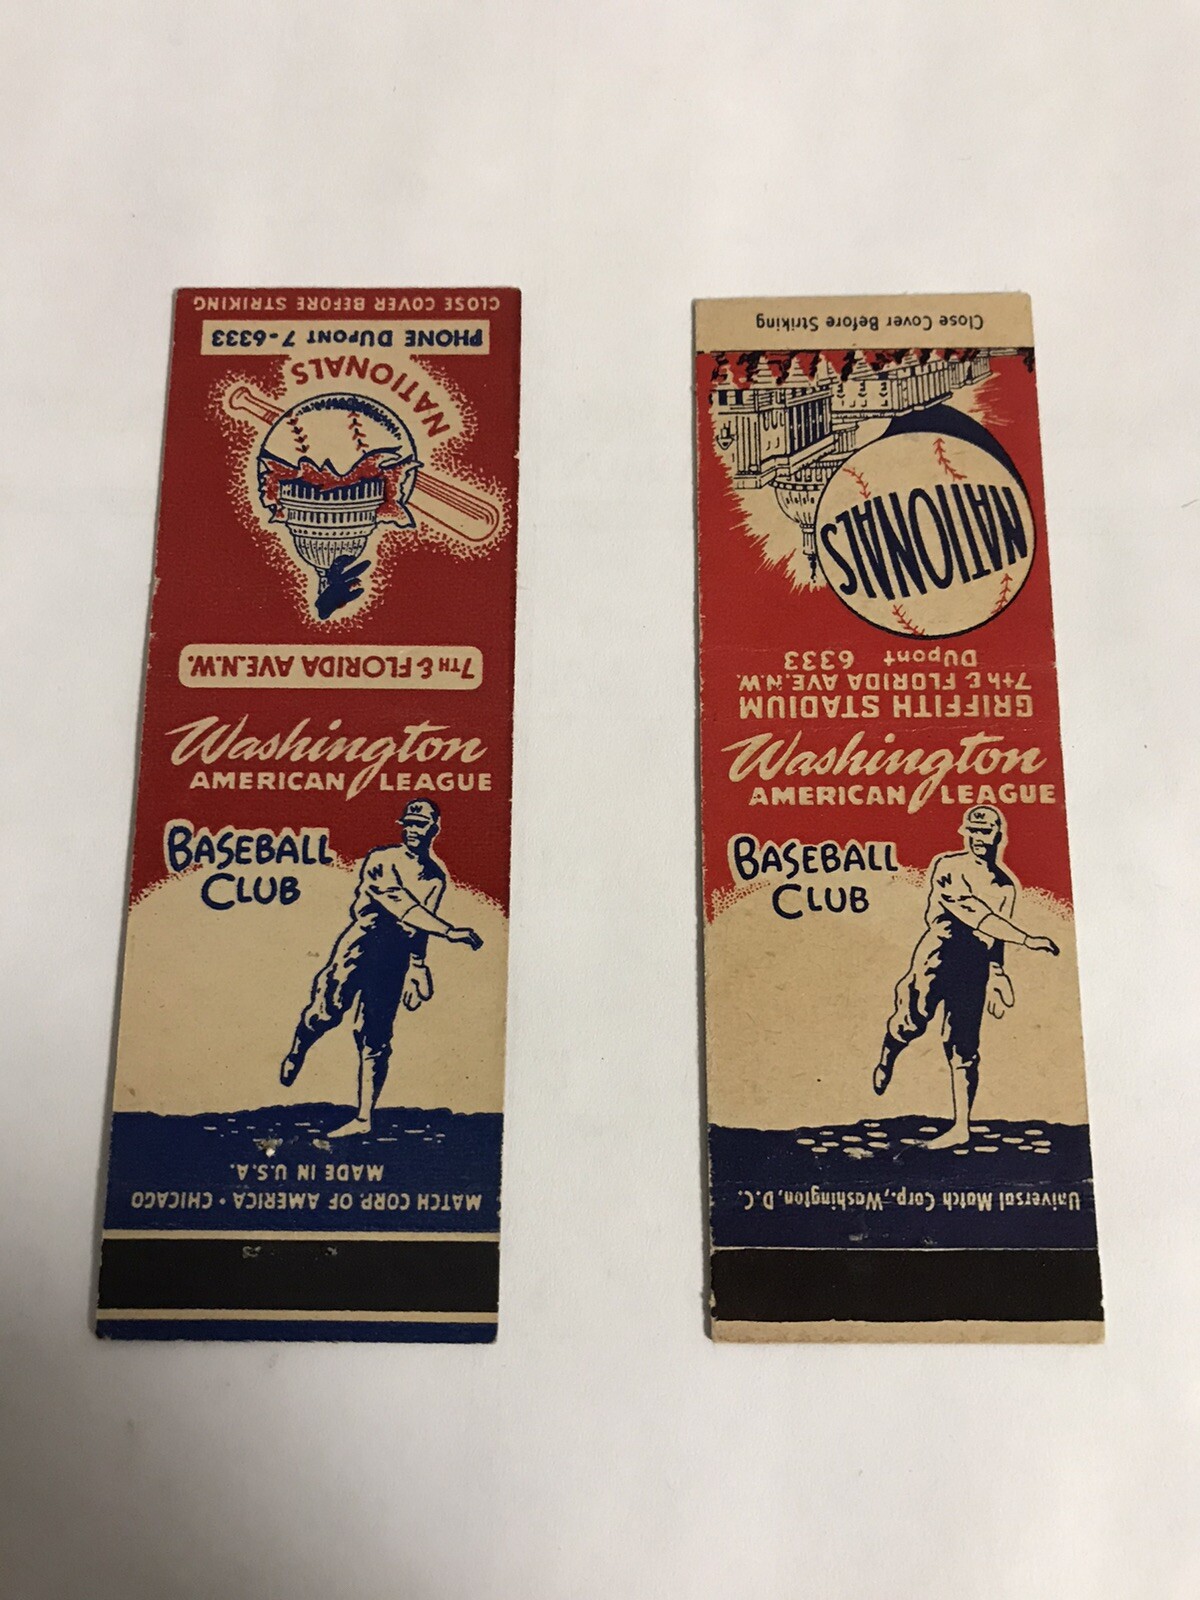 CLOSE COVER BEFORE STRIKING
PHONE DUPONT 7-6333
NATIONALS
7TH & FLORIDA AVE.N.W.
Washington
AMERICAN LEAGUE
BASEBALL
CLUB
W
W
MADE IN U.S.A.
MATCH CORP. OF AMERICA • CHICAGO
Close Cover Before Striking
NATIONALS
DUpont 6333
7th & FLORIDA AVE.N.W.
GRIFFITH STADIUM
Washington
AMERICAN LEAGUE
BASEBALL
CLUB
W
W
Universal Match Corp., Washington, D.C.